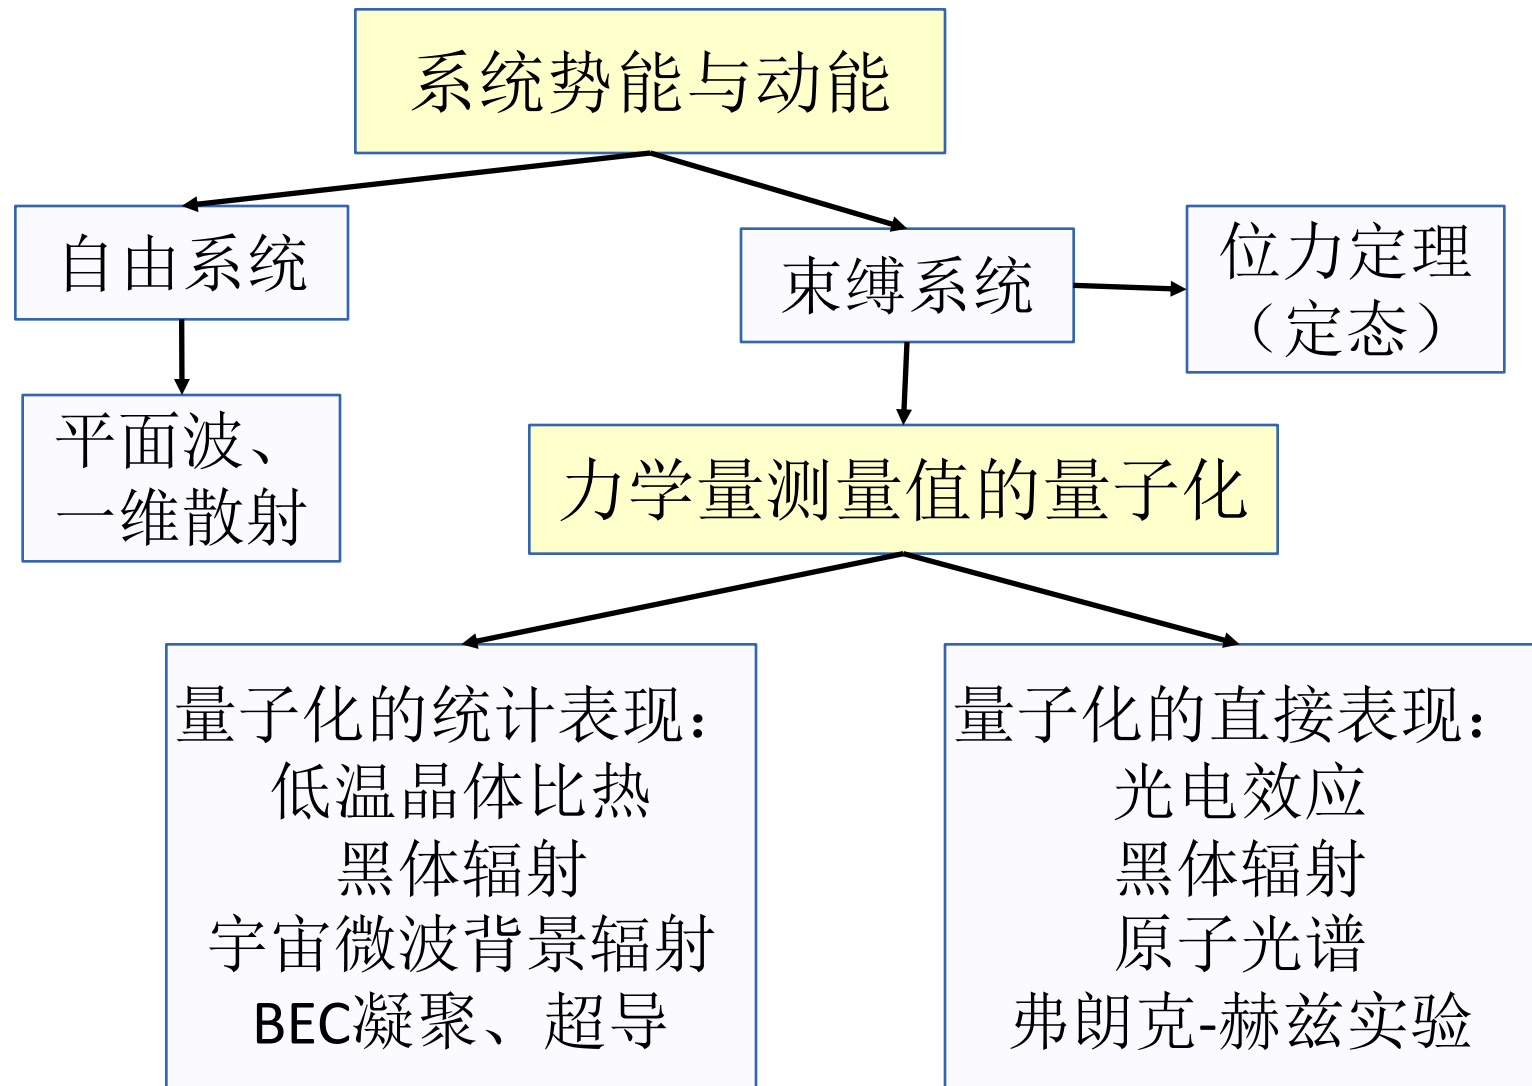 系统势能与动能
自由系统
束缚系统
位力定理
（定态）
平面波、
一维散射
力学量测量值的量子化
量子化的统计表现：
低温晶体比热
黑体辐射
宇宙微波背景辐射
BEC凝聚、超导
量子化的直接表现：
光电效应
黑体辐射
原子光谱
弗朗克-赫兹实验